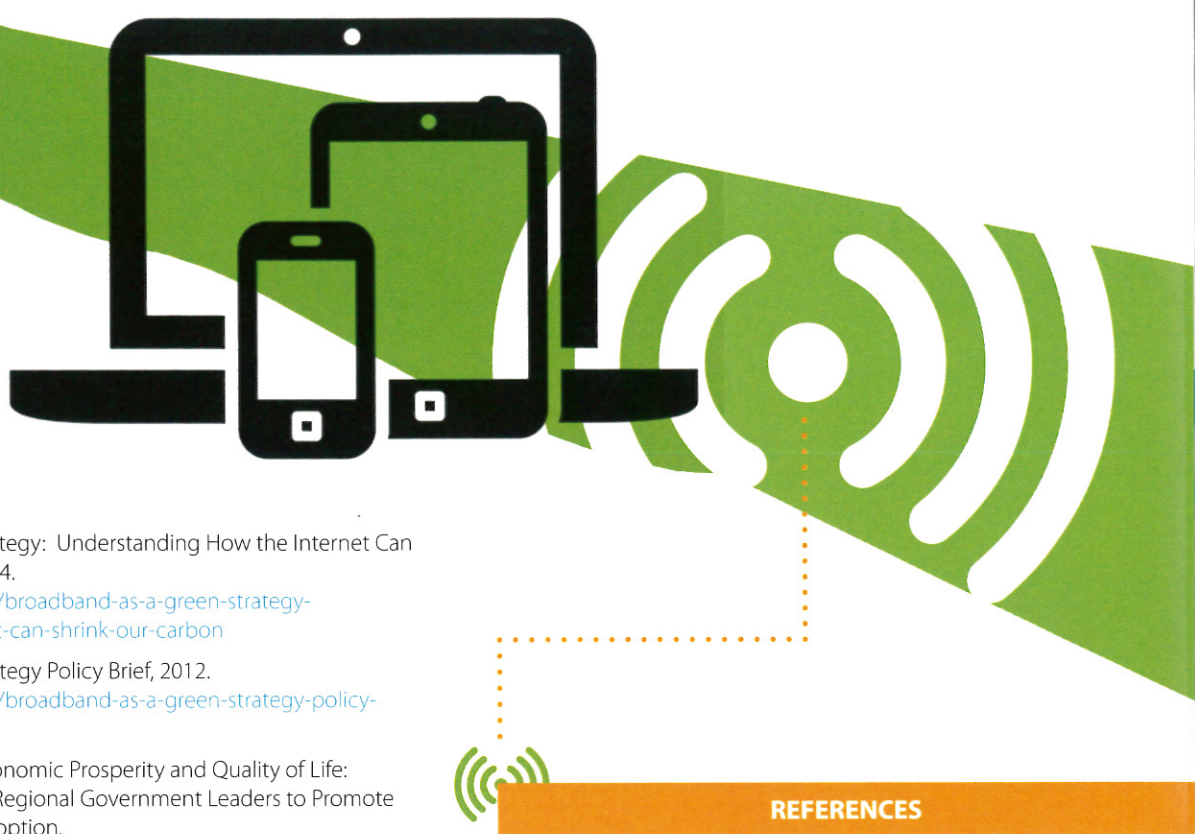 tegy: Understanding How the Internet Can
4.
/broadband-as-a-green-strategy-
t-can-shrink-our-carbon
tegy Policy Brief, 2012.
/broadband-as-a-green-strategy-policy-
onomic Prosperity and Quality of Life:
Regional Government Leaders to Promote
option.
REFERENCES